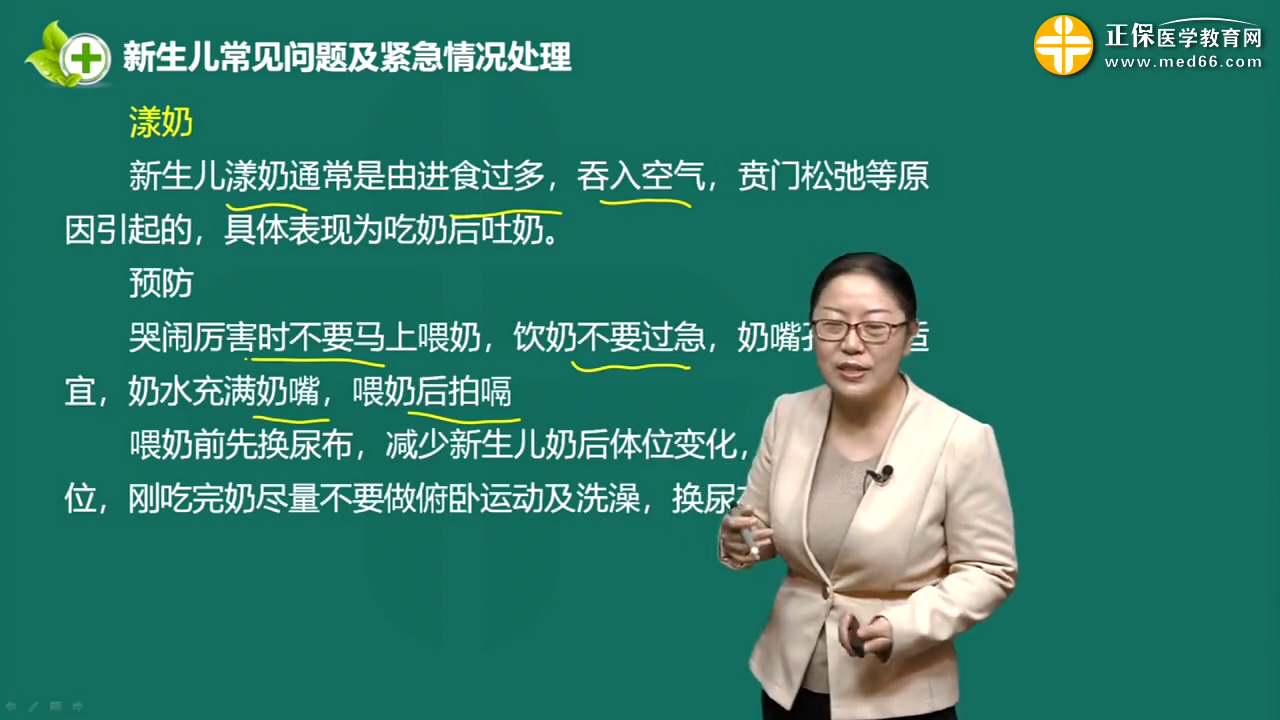 新生儿常见问题及紧急情况处理
正保医学教育网
www.med66.com
漾奶
新生儿漾奶通常是由进食过多，吞入空气，贲门松弛等原
因引起的，具体表现为吃奶后吐奶。
预防
哭闹厉害时不要马上喂奶，饮奶不要过急，奶嘴
宜，奶水充满奶嘴，喂奶后拍嗝
喂奶前先换尿布，减少新生儿奶后体位变化，
位，刚吃完奶尽量不要做俯卧运动及洗澡，换尿